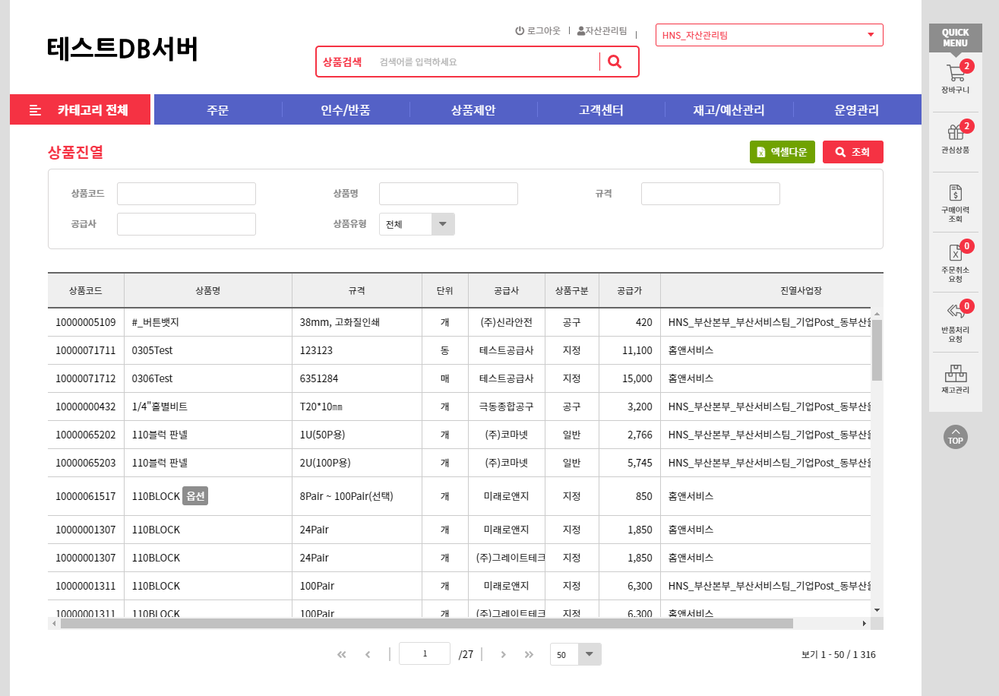 로그아웃
자산관리팀
HNS_자산관리팀
테스트DB서버
상품검색 검색어를 입력하세요
카테고리 전체 주문 인수/반품 상품제안 고객센터 재고/예산관리 운영관리
상품진열
엑셀다운 조회
상품코드 상품명 규격
공급사 상품유형 전체
상품코드 상품명 규격 단위 공급사 상품구분 공급가 진열사업장
10000005109 #_버튼뱃지 38mm, 고화질인쇄 개 (주)신라안전 공구 420 HNS_부산본부_부산서비스팀_기업Post_동부산
10000071711 0305Test 123123 동 테스트공급사 지정 11,100 홈앤서비스
10000071712 0306Test 6351284 매 테스트공급사 지정 15,000 홈앤서비스
10000000432 1/4"홀별비트 T20*10㎜ 개 극동종합공구 공구 3,200 HNS_부산본부_부산서비스팀_기업Post_동부산
10000065202 110블럭 판넬 1U(50P용) 개 (주)코마넷 일반 2,766 HNS_부산본부_부산서비스팀_기업Post_동부산
10000065203 110블럭 판넬 2U(100P용) 개 (주)코마넷 일반 5,745 HNS_부산본부_부산서비스팀_기업Post_동부산
10000061517 110BLOCK 옵션 8Pair ~ 100Pair(선택) 개 미래로앤지 지정 850 홈앤서비스
10000001307 110BLOCK 24Pair 개 미래로앤지 지정 1,850 홈앤서비스
10000001307 110BLOCK 24Pair 개 (주)그레이트테크 지정 1,850 홈앤서비스
10000001311 110BLOCK 100Pair 개 미래로앤지 지정 6,300 HNS_부산본부_부산서비스팀_기업Post_동부산
10000001311 110BLOCK 100Pair 개 (주)그레이트테크 지정 6,300 홈앤서비스
1 /27 50 보기 1 - 50 / 1 316
QUICK
MENU
2
장바구니
2
관심상품
구매이력
조회
0
주문취소
요청
0
반품처리
요청
재고관리
TOP